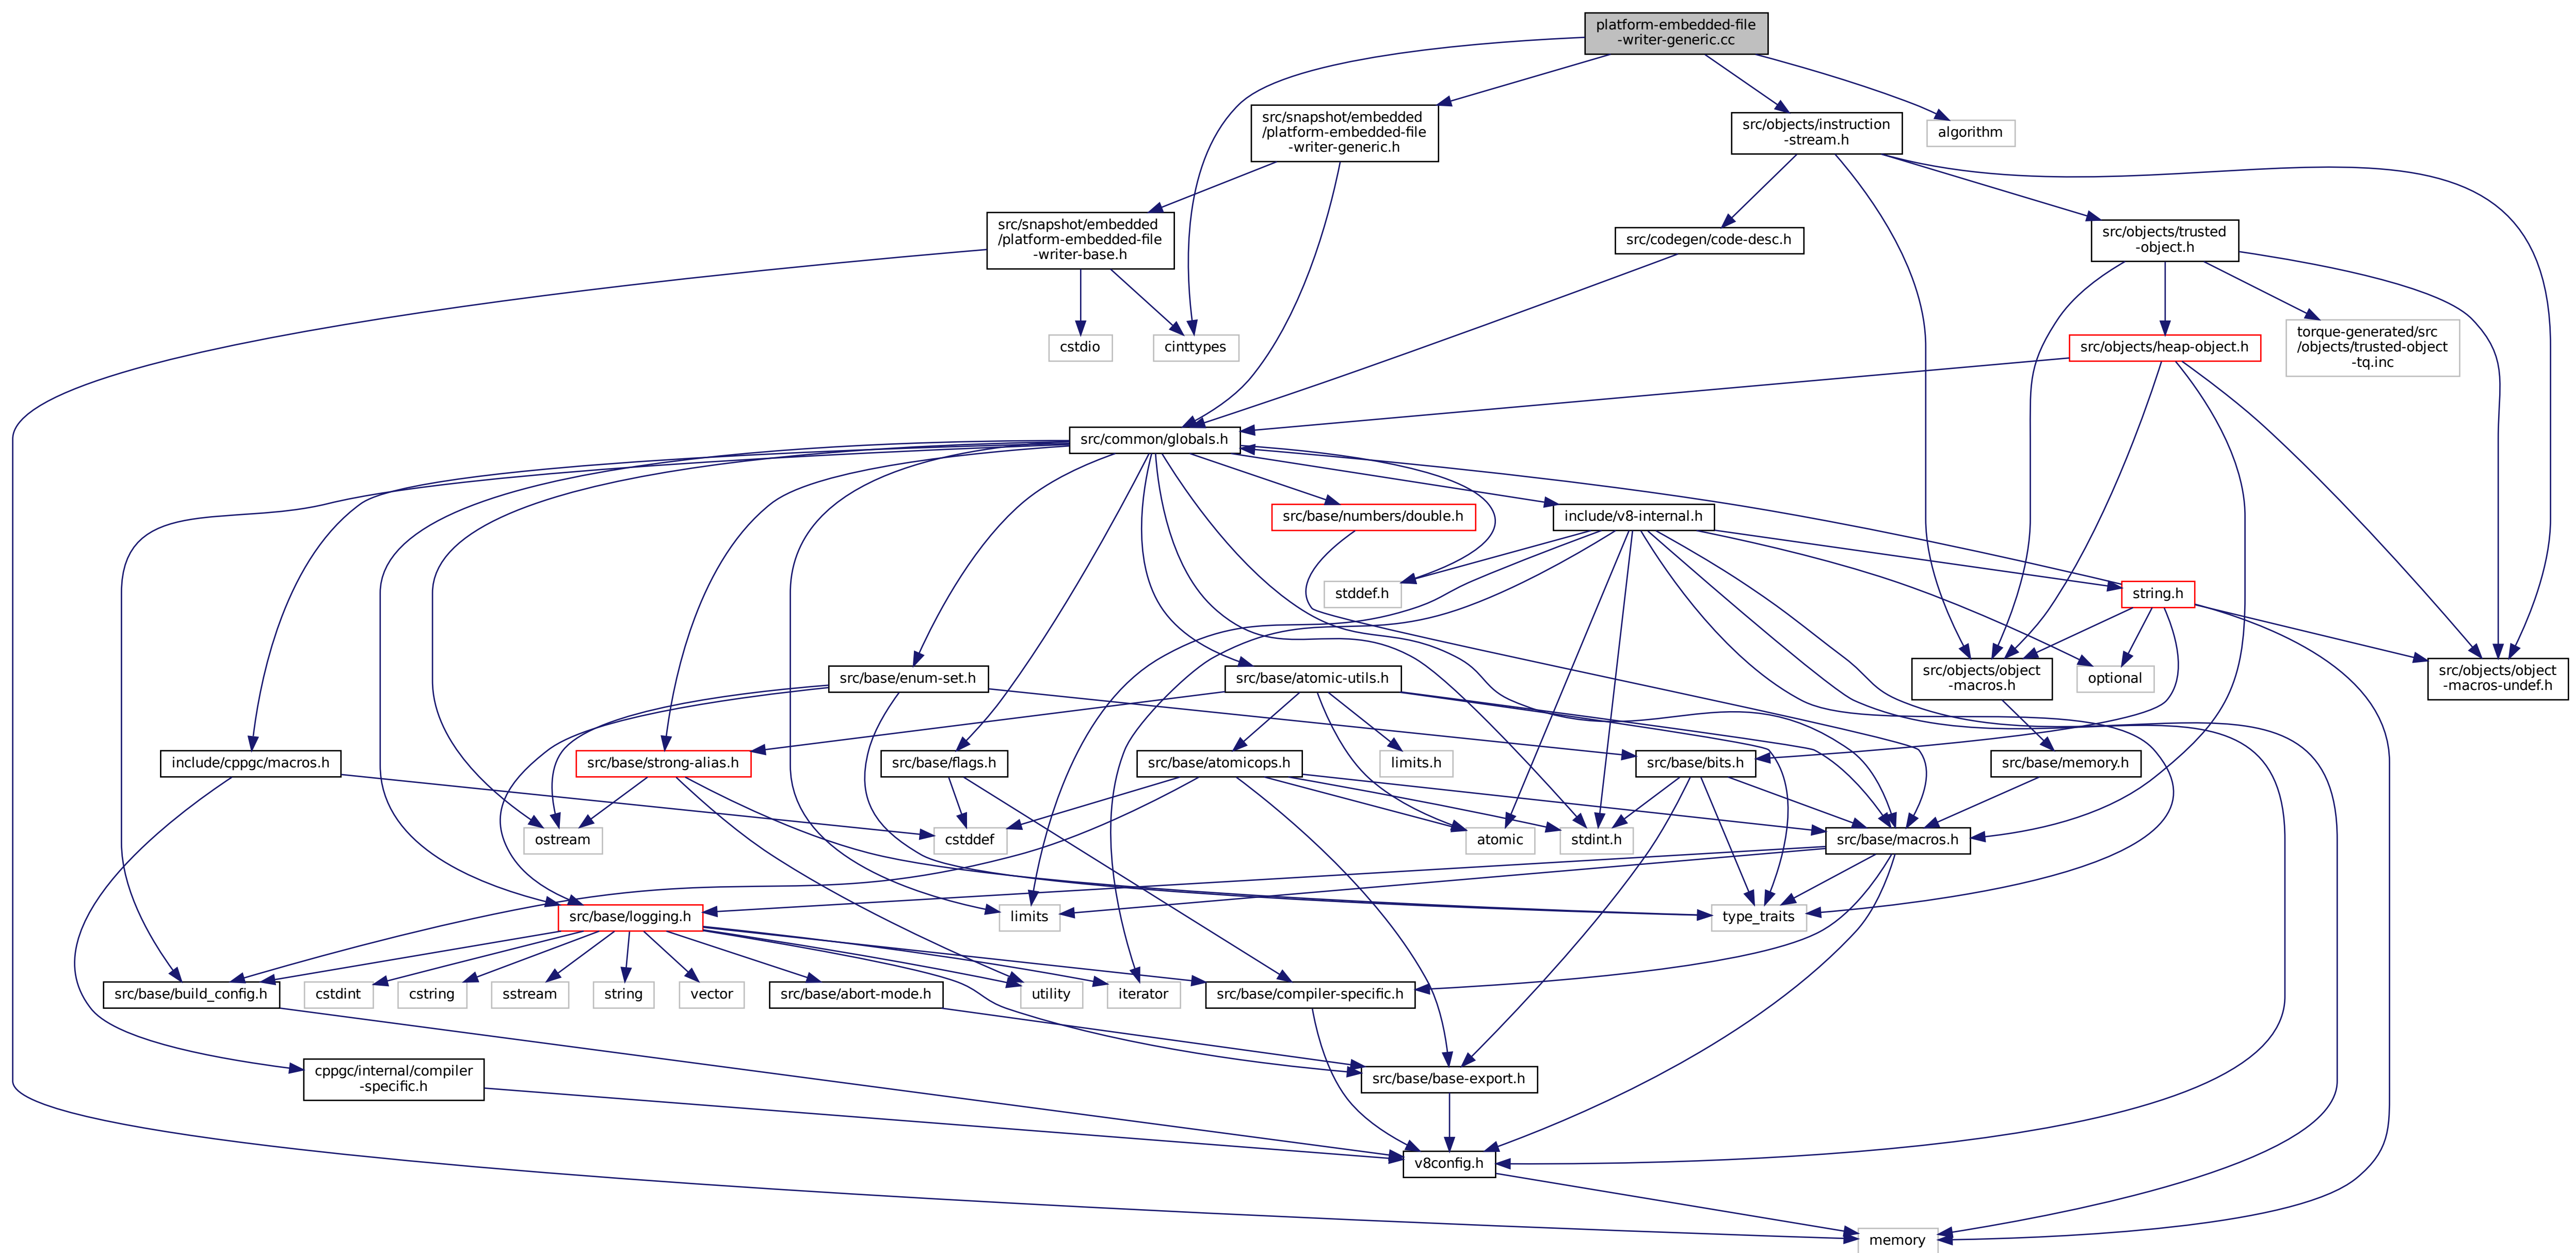 platform-embedded-file
-writer-generic.cc
src/snapshot/embedded
/platform-embedded-file
-writer-generic.h
src/objects/instruction
-stream.h
algorithm
src/snapshot/embedded
/platform-embedded-file
-writer-base.h
src/codegen/code-desc.h
src/objects/trusted
-object.h
cstdio
cinttypes
src/objects/heap-object.h
torque-generated/src
/objects/trusted-object
-tq.inc
src/common/globals.h
src/base/numbers/double.h
include/v8-internal.h
stddef.h
string.h
src/base/enum-set.h
src/base/atomic-utils.h
src/objects/object
-macros.h
optional
src/objects/object
-macros-undef.h
include/cppgc/macros.h
src/base/strong-alias.h
src/base/flags.h
src/base/atomicops.h
limits.h
src/base/bits.h
src/base/memory.h
ostream
cstddef
atomic
stdint.h
src/base/macros.h
src/base/logging.h
limits
type_traits
src/base/build_config.h
cstdint
cstring
sstream
string
vector
src/base/abort-mode.h
utility
iterator
src/base/compiler-specific.h
cppgc/internal/compiler
-specific.h
src/base/base-export.h
v8config.h
memory